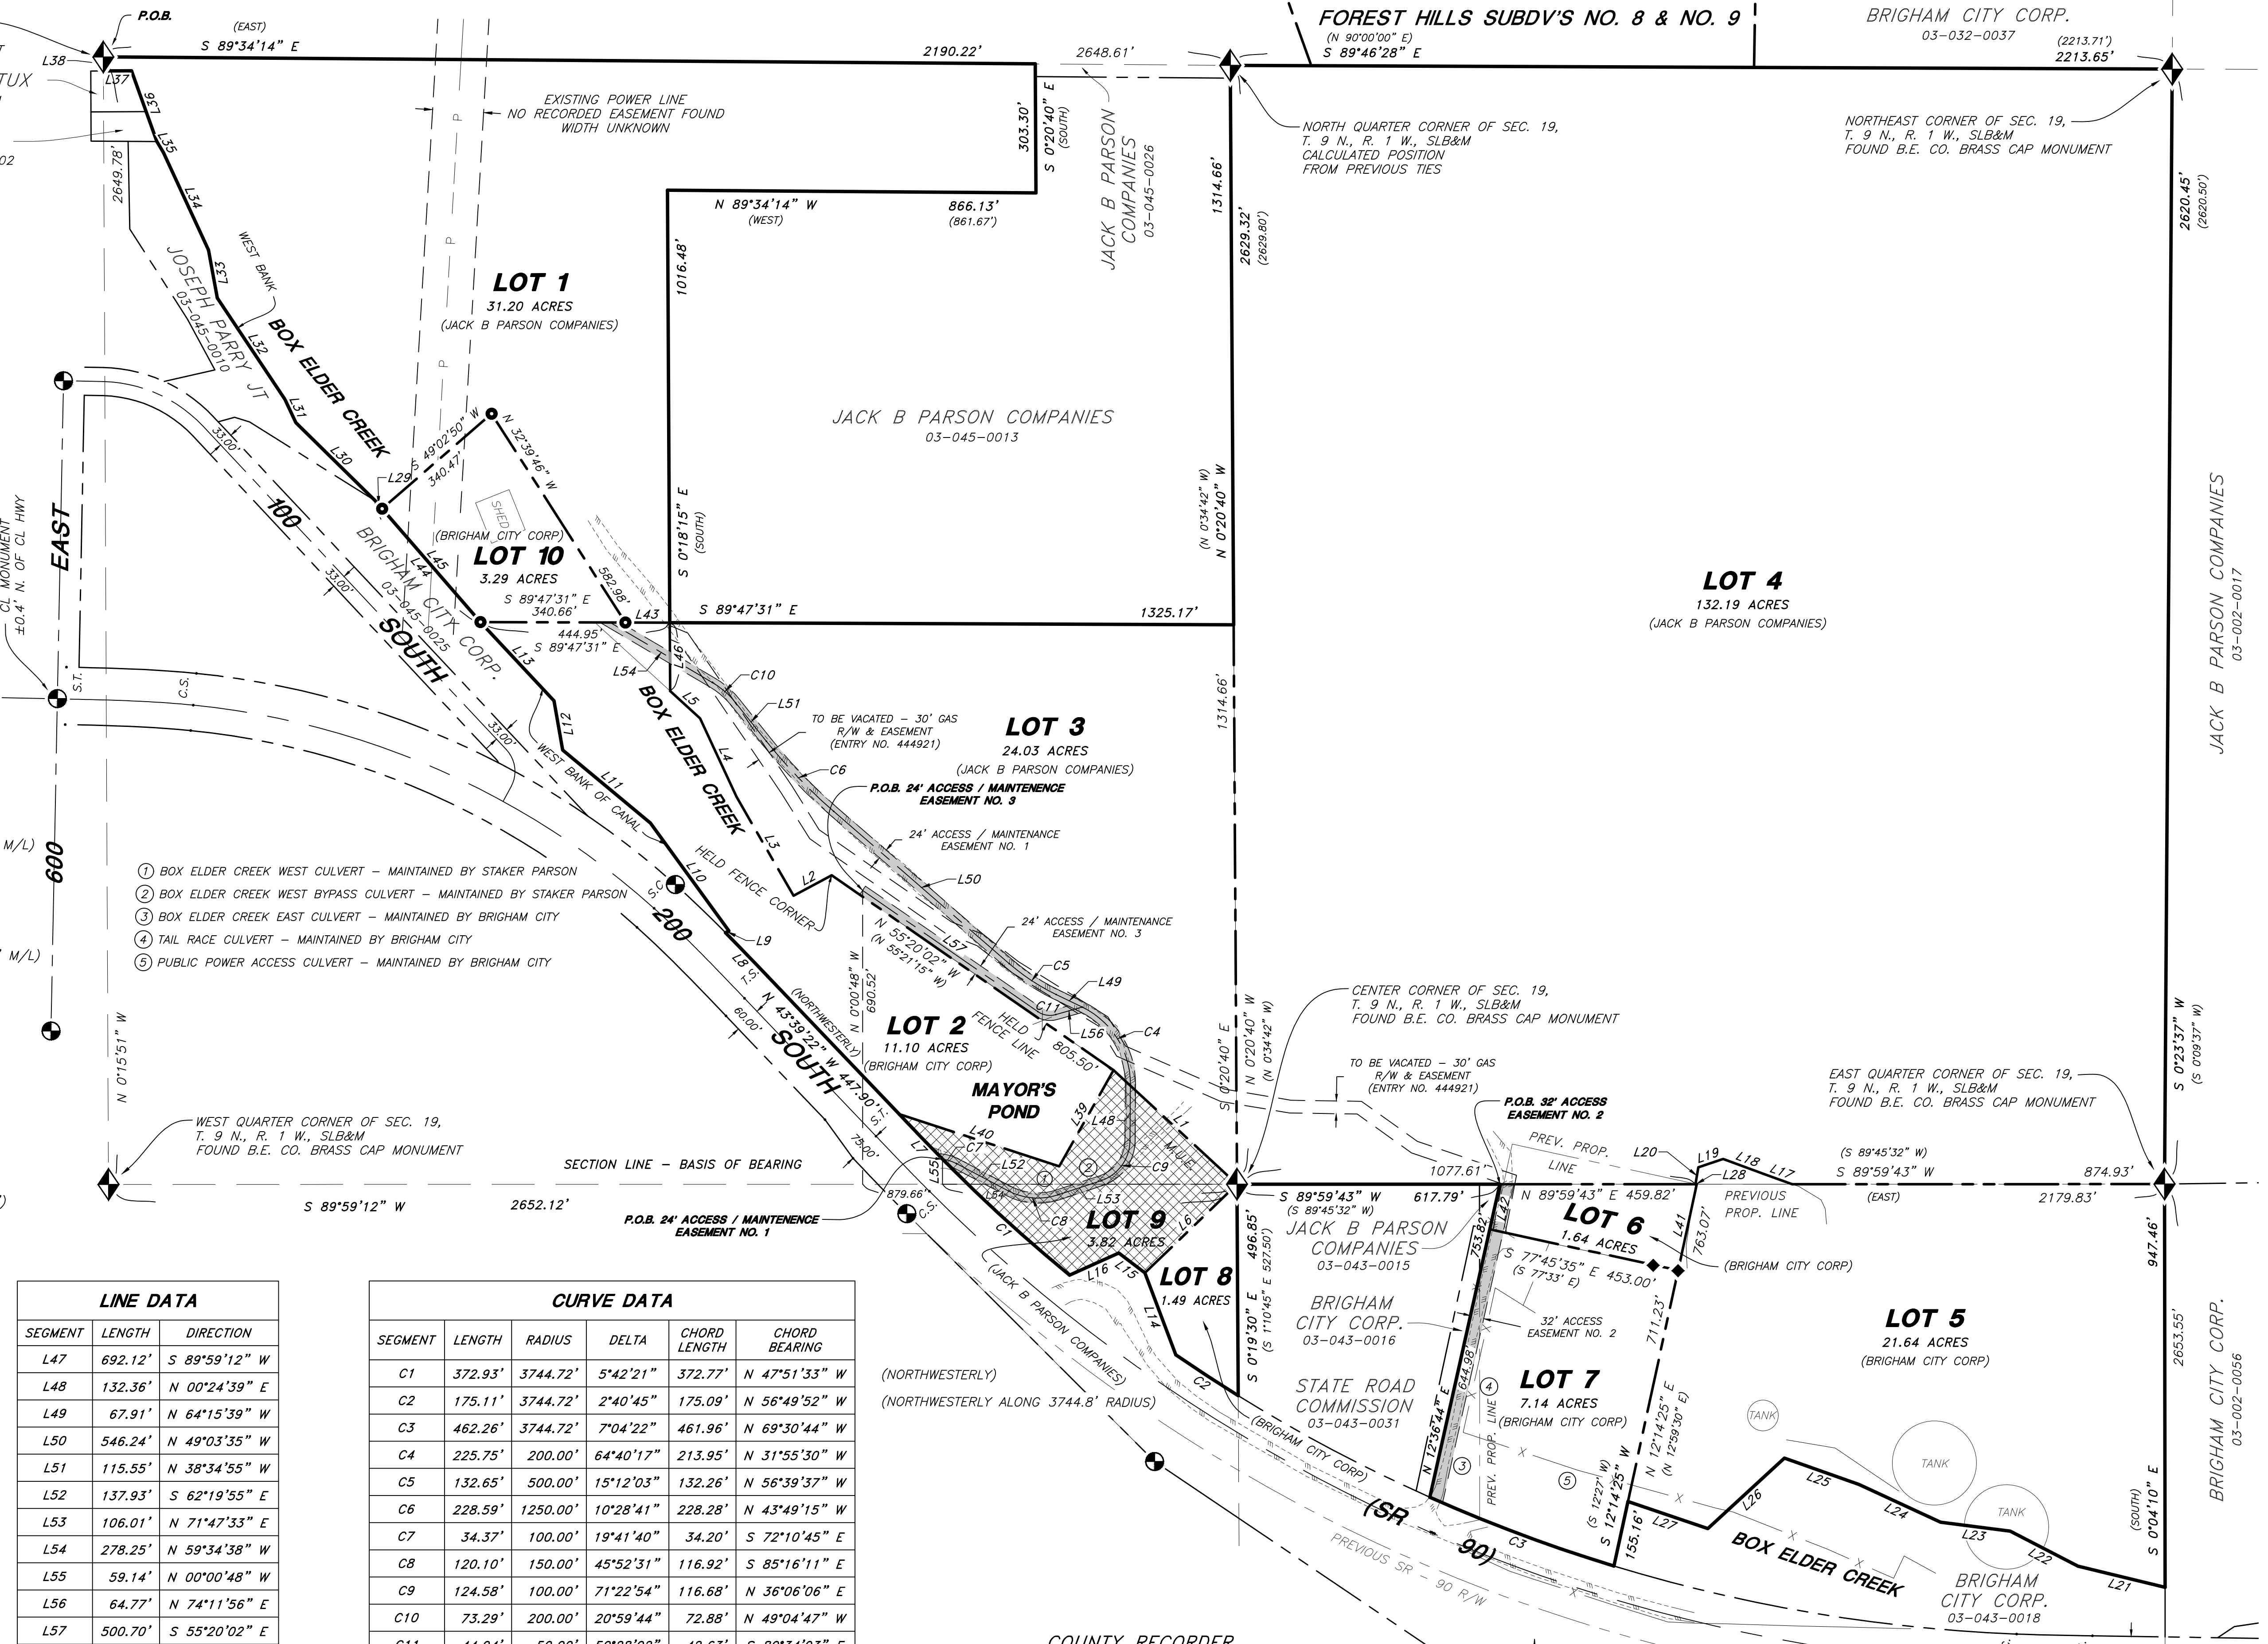 P.O.B.
(EAST)
S 89°34'14" E
2190.22'
2648.61'
FOREST HILLS SUBDV'S NO. 8 & NO. 9
(N 90°00'00" E)
S 89°46'28" E
BRIGHAM CITY CORP.
03-032-0037
(2213.71')
2213.65'
L38
L37
TUX
L36
L35
02
2649.78'
L34
L33
WEST BANK
JOSEPH PARRY JT
03-045-0010
L32
L31
L30
L29
BOX ELDER CREEK
EXISTING POWER LINE
NO RECORDED EASEMENT FOUND
WIDTH UNKNOWN
P
P
P
P
303.30'
S 0°20'40" E
(SOUTH)
JACK B PARSON
COMPANIES
03-045-0026
N 89°34'14" W
(WEST)
866.13'
(861.67')
1016.48'
S 0°18'15" E
(SOUTH)
1314.66'
2629.32'
(2629.80')
NORTH QUARTER CORNER OF SEC. 19,
T. 9 N., R. 1 W., SLB&M
CALCULATED POSITION
FROM PREVIOUS TIES
NORTHEAST CORNER OF SEC. 19,
T. 9 N., R. 1 W., SLB&M
FOUND B.E. CO. BRASS CAP MONUMENT
2620.45'
(2620.50')
LOT 1
31.20 ACRES
(JACK B PARSON COMPANIES)
JACK B PARSON COMPANIES
03-045-0013
(N 0°34'42" W)
N 0°20'40" W
LOT 4
132.19 ACRES
(JACK B PARSON COMPANIES)
JACK B PARSON COMPANIES
03-002-0017
33.00'
100
SOUTH
33.00'
33.00'
EAST
600
CL MONUMENT
±0.4' N. OF CL HWY
S.T.
C.S.
S 49°02'50" W
340.47'
N 32°39'46" W
582.98'
SHED
(BRIGHAM CITY CORP)
LOT 10
3.29 ACRES
S 89°47'31" E
340.66'
L43
S 89°47'31" E
1325.17'
444.95'
S 89°47'31" E
L44
L45
BRIGHAM CITY CORP.
03-045-0025
L13
L12
L11
L10
L9
L8
L54
L46
L5
L4
L3
L2
C10
L51
C6
BOX ELDER CREEK
WEST BANK OF CANAL
HELD FENCE CORNER
TO BE VACATED - 30' GAS
R/W & EASEMENT
(ENTRY NO. 444921)
LOT 3
24.03 ACRES
(JACK B PARSON COMPANIES)
P.O.B. 24' ACCESS / MAINTENENCE
EASEMENT NO. 3
24' ACCESS / MAINTENANCE
EASEMENT NO. 1
L50
24' ACCESS / MAINTENANCE
EASEMENT NO. 3
1314.66'
M/L)
' M/L)
1 BOX ELDER CREEK WEST CULVERT - MAINTAINED BY STAKER PARSON
2 BOX ELDER CREEK WEST BYPASS CULVERT - MAINTAINED BY STAKER PARSON
3 BOX ELDER CREEK EAST CULVERT - MAINTAINED BY BRIGHAM CITY
4 TAIL RACE CULVERT - MAINTAINED BY BRIGHAM CITY
5 PUBLIC POWER ACCESS CULVERT - MAINTAINED BY BRIGHAM CITY
S.C.
200
SOUTH
T.S.
60.00'
75.00'
N 43°39'22" W 447.90'
(NORTHWESTERLY)
T.S.
N 0°00'48" W
690.52'
N 55°20'02" W
(N 55°21'15" W)
L57
HELD
FENCE LINE
C11
C5
L49
L56
C4
805.50'
LOT 2
11.10 ACRES
(BRIGHAM CITY CORP)
MAYOR'S
POND
L39
L40
L48
L1
M.U.E.
C7
L7
L52
L55
L54
1
2
C9
L53
C8
879.66'
C.S.
C1
LOT 9
3.82 ACRES
L6
L16
L15
L14
LOT 8
1.49 ACRES
C2
N 0°15'51" W
WEST QUARTER CORNER OF SEC. 19,
T. 9 N., R. 1 W., SLB&M
FOUND B.E. CO. BRASS CAP MONUMENT
SECTION LINE - BASIS OF BEARING
S 89°59'12" W
2652.12'
P.O.B. 24' ACCESS / MAINTENENCE
EASEMENT NO. 1
(JACK B PARSON COMPANIES)
S 0°20'40" E
N 0°20'40" W
(N 0°34'42" W)
CENTER CORNER OF SEC. 19,
T. 9 N., R. 1 W., SLB&M
FOUND B.E. CO. BRASS CAP MONUMENT
TO BE VACATED - 30' GAS
R/W & EASEMENT
(ENTRY NO. 444921)
P.O.B. 32' ACCESS
EASEMENT NO. 2
PREV. PROP.
LINE
EAST QUARTER CORNER OF SEC. 19,
T. 9 N., R. 1 W., SLB&M
FOUND B.E. CO. BRASS CAP MONUMENT
S 0°23'37" W
(S 0°09'37" W)
1077.61'
S 89°59'43" W
617.79'
(S 89°45'32" W)
N 89°59'43" E 459.82'
L20
L19
L18
L17
L28
PREVIOUS
PROP. LINE
(S 89°45'32" W)
S 89°59'43" W
874.93'
(EAST)
2179.83'
S 0°19'30" E
496.85'
(S 1°10'45" E 527.50')
JACK B PARSON
COMPANIES
03-043-0015
BRIGHAM
CITY CORP.
03-043-0016
STATE ROAD
COMMISSION
03-043-0031
753.82'
N 12°36'44" E
644.98'
L42
LOT 6
1.64 ACRES
S 77°45'35" E 453.00'
(S 77°33' E)
L41
763.07'
(BRIGHAM CITY CORP)
32' ACCESS
EASEMENT NO. 2
PREV. PROP. LINE
4
3
5
LOT 7
7.14 ACRES
(BRIGHAM CITY CORP)
711.23'
N 12°14'25" E
(N 12°59'30" E)
(S 12°27' W)
S 12°14'25" W
155.16'
LOT 5
21.64 ACRES
(BRIGHAM CITY CORP)
947.46'
2653.55'
(SOUTH)
S 0°04'10" E
BRIGHAM CITY CORP.
03-002-0056
TANK
TANK
TANK
L27
L26
L25
L24
L23
L22
L21
X
X
X
X
X
X
BOX ELDER CREEK
BRIGHAM
CITY CORP.
03-043-0018
(BRIGHAM CITY CORP)
(SR - 90)
C3
PREVIOUS SR - 90 R/W
LINE DATA
SEGMENT LENGTH DIRECTION
L47 692.12' S 89°59'12" W
L48 132.36' N 00°24'39" E
L49 67.91' N 64°15'39" W
L50 546.24' N 49°03'35" W
L51 115.55' N 38°34'55" W
L52 137.93' S 62°19'55" E
L53 106.01' N 71°47'33" E
L54 278.25' N 59°34'38" W
L55 59.14' N 00°00'48" W
L56 64.77' N 74°11'56" E
L57 500.70' S 55°20'02" E
CURVE DATA
SEGMENT LENGTH RADIUS DELTA CHORD LENGTH CHORD BEARING
C1 372.93' 3744.72' 5°42'21" 372.77' N 47°51'33" W
(NORTHWESTERLY)
C2 175.11' 3744.72' 2°40'45" 175.09' N 56°49'52" W
(NORTHWESTERLY ALONG 3744.8' RADIUS)
C3 462.26' 3744.72' 7°04'22" 461.96' N 69°30'44" W
C4 225.75' 200.00' 64°40'17" 213.95' N 31°55'30" W
C5 132.65' 500.00' 15°12'03" 132.26' N 56°39'37" W
C6 228.59' 1250.00' 10°28'41" 228.28' N 43°49'15" W
C7 34.37' 100.00' 19°41'40" 34.20' S 72°10'45" E
C8 120.10' 150.00' 45°52'31" 116.92' S 85°16'11" E
C9 124.58' 100.00' 71°22'54" 116.68' N 36°06'06" E
C10 73.29' 200.00' 20°59'44" 72.88' N 49°04'47" W
COUNTY RECORDER